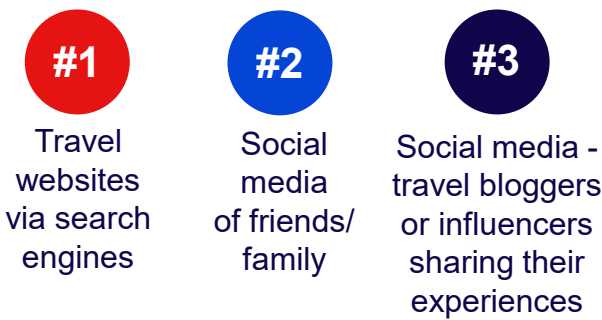 #1
Travel
websites
via search
engines
#2
Social
media
of friends/
family
#3
Social media -
travel bloggers
or influencers
sharing their
experiences